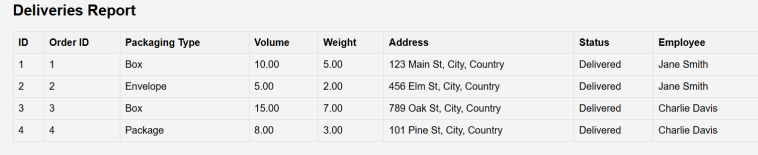 Deliveries Report
ID Order ID Packaging Type Volume Weight Address Status Employee
1 1 Box 10.00 5.00 123 Main St, City, Country Delivered Jane Smith
2 2 Envelope 5.00 2.00 456 Elm St, City, Country Delivered Jane Smith
3 3 Box 15.00 7.00 789 Oak St, City, Country Delivered Charlie Davis
4 4 Package 8.00 3.00 101 Pine St, City, Country Delivered Charlie Davis